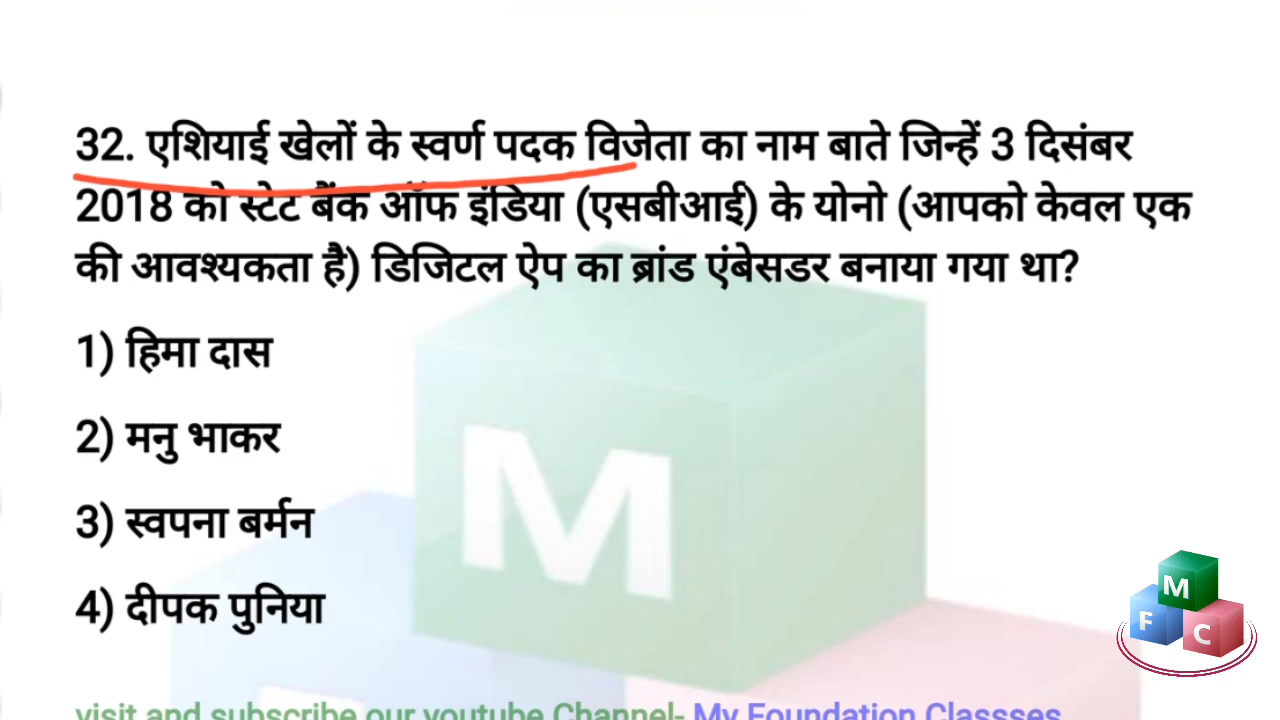 32. एशियाई खेलों के स्वर्ण पदक विजेता का नाम बाते जिन्हें 3 दिसंबर
2018 को स्टेट बैंक ऑफ इंडिया (एसबीआई) के योनो (आपको केवल एक
की आवश्यकता है) डिजिटल ऐप का ब्रांड एंबेसडर बनाया गया था?
1) हिमा दास
2) मनु भाकर
3) स्वपना बर्मन
4) दीपक पुनिया
M
M
F
C
visit and subscribe our youtube Channel- My Foundation Classses